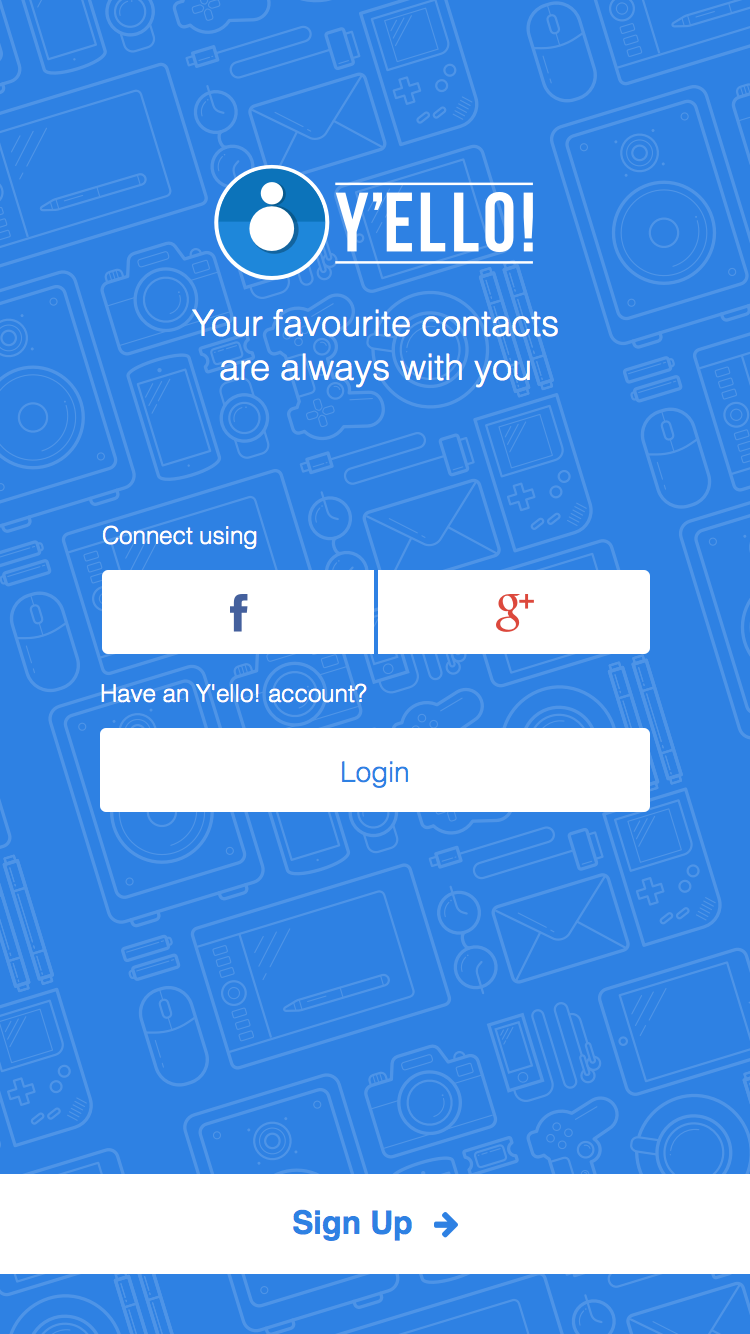 Y'ELLO!
Your favourite contacts
are always with you
Connect using
f g+
Have an Y'ello! account?
Login
Sign Up